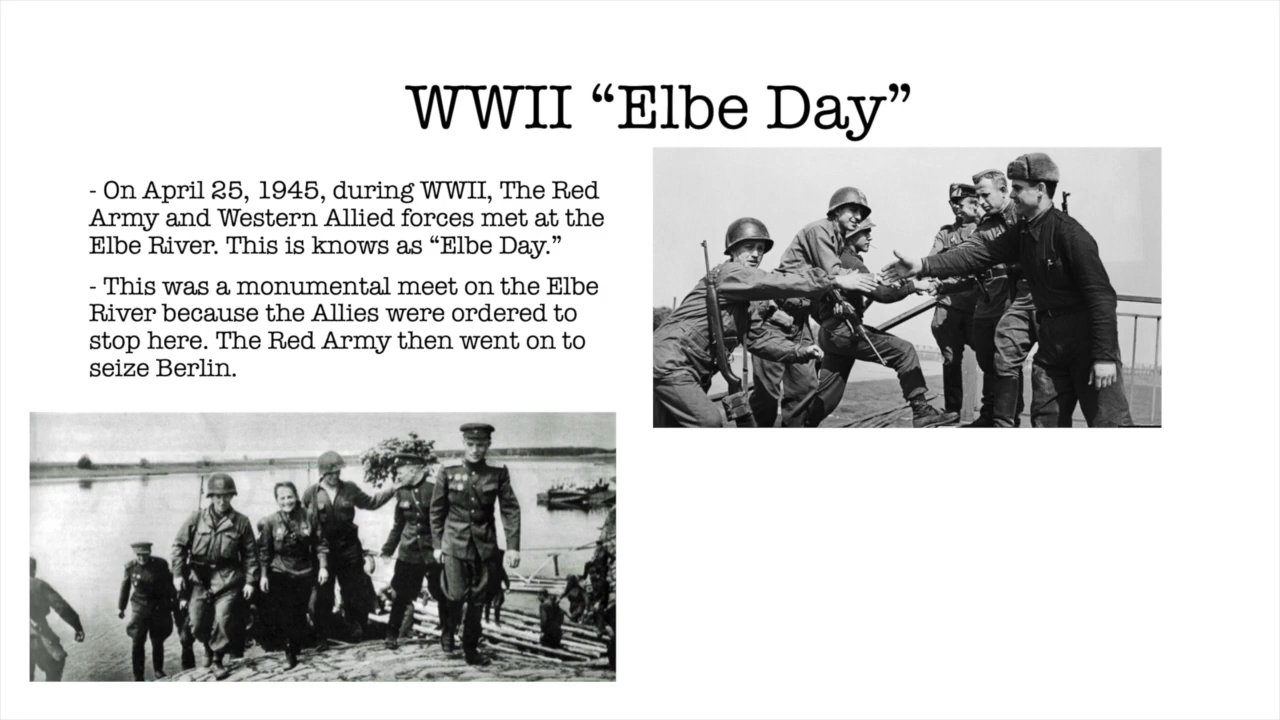 WWII “Elbe Day”
- On April 25, 1945, during WWII, The Red
Army and Western Allied forces met at the
Elbe River. This is knows as “Elbe Day.”
- This was a monumental meet on the Elbe
River because the Allies were ordered to
stop here. The Red Army then went on to
seize Berlin.